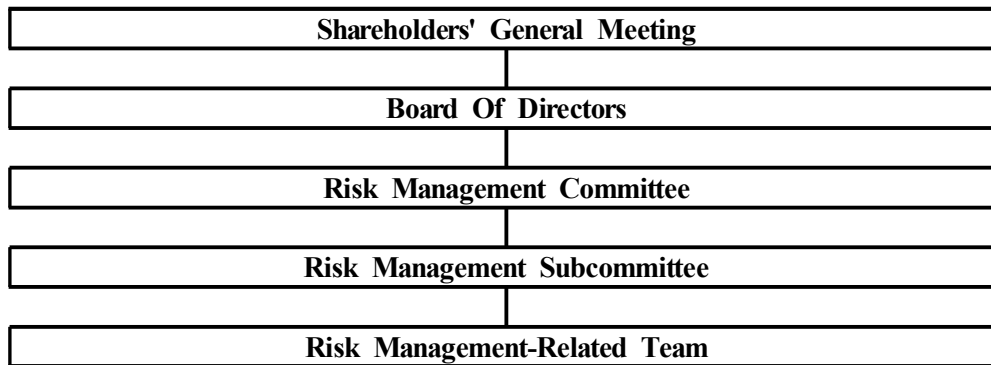 Shareholders' General Meeting
Board Of Directors
Risk Management Committee
Risk Management Subcommittee
Risk Management-Related Team